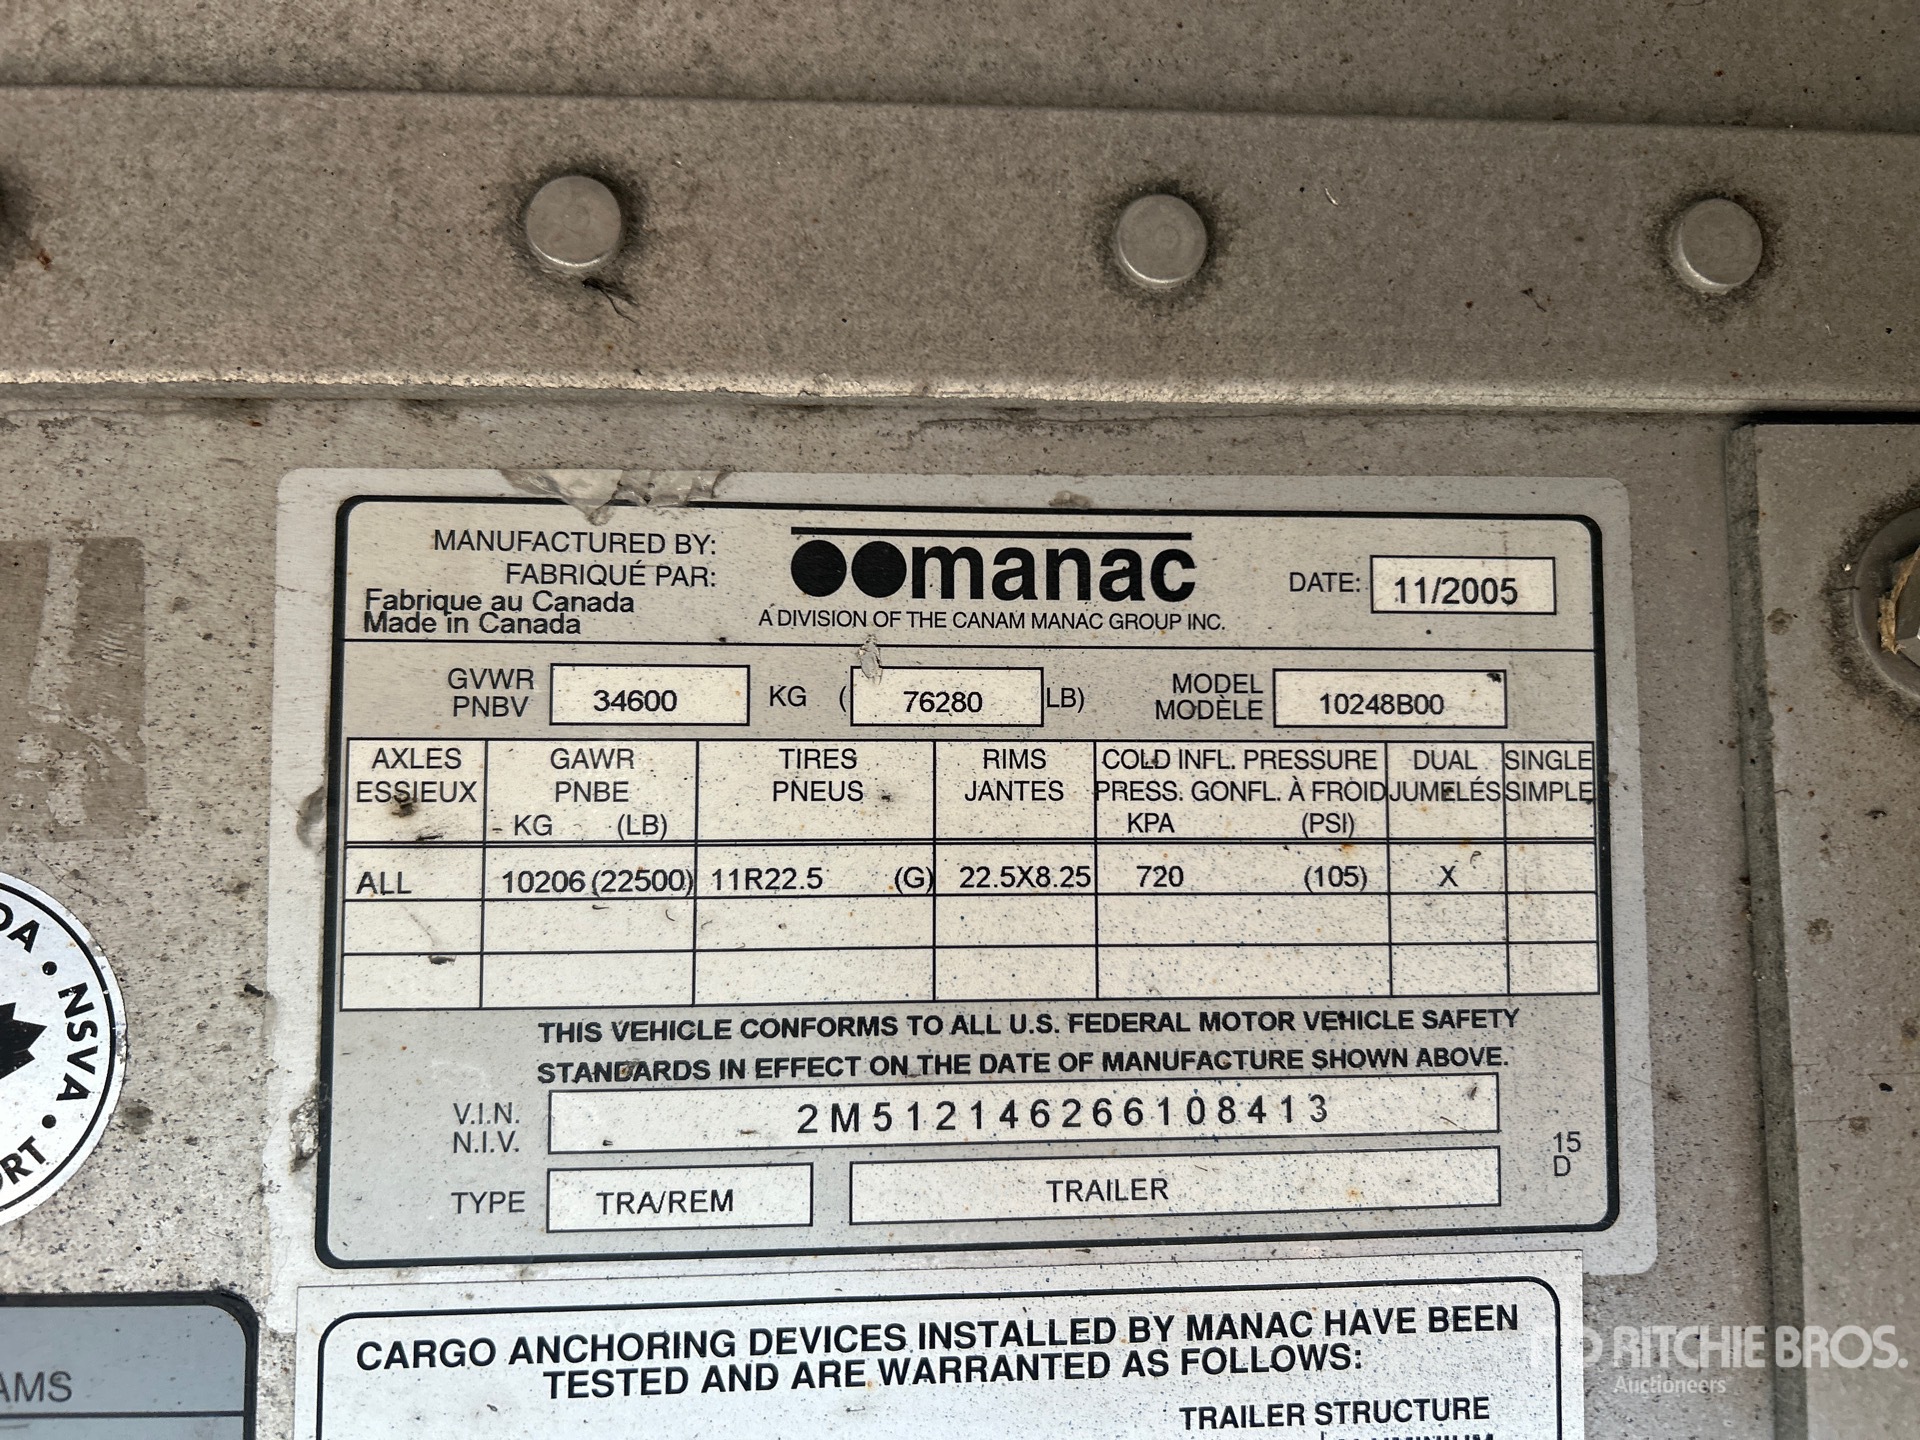 MANUFACTURED BY:
FABRIQUÉ PAR:
Fabrique au Canada
Made in Canada
manac
A DIVISION OF THE CANAM MANAC GROUP INC.
DATE: 11/2005
GVWR
PNBV
34600 KG ( 76280 LB)
MODEL
MODÈLE
10248B00
AXLES
ESSIEUX
GAWR
PNBE
KG (LB)
TIRES
PNEUS
RIMS
JANTES
COLD INFL. PRESSURE
PRESS. GONFL. À FROID
KPA (PSI)
DUAL
JUMELÉS
SINGLE
SIMPLE
ALL 10206 (22500) 11R22.5 (G) 22.5X8.25 720 (105) X
THIS VEHICLE CONFORMS TO ALL U.S. FEDERAL MOTOR VEHICLE SAFETY
STANDARDS IN EFFECT ON THE DATE OF MANUFACTURE SHOWN ABOVE.
V.I.N.
N.I.V.
2M512146266108413
15
D
TYPE TRA/REM TRAILER
DA • NSVA • ORT
AMS
CARGO ANCHORING DEVICES INSTALLED BY MANAC HAVE BEEN
TESTED AND ARE WARRANTED AS FOLLOWS:
TRAILER STRUCTURE
RITCHIE BROS.
Auctioneers